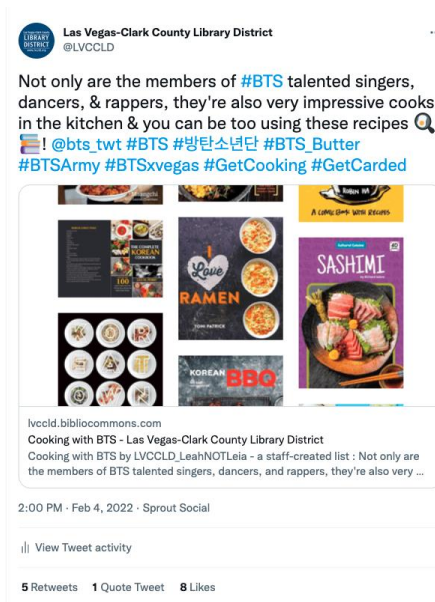 LIBRARY
DISTRICT
Las Vegas-Clark County Library District
@LVCCLD
Not only are the members of #BTS talented singers,
dancers, & rappers, they're also very impressive cooks
in the kitchen & you can be too using these recipes 🍳
📚! @bts_twt #BTS #방탄소년단 #BTS_Butter
#BTSArmy #BTSxvegas #GetCooking #GetCarded
ROBIN HA
A COMIC BOOK WITH RECIPES
THE COMPLETE
KOREAN
COOKBOOK
100
I
Love
RAMEN
TOM PATRICK
SASHIMI
KOREAN
BBQ
EAT
lvccld.bibliocommons.com
Cooking with BTS - Las Vegas-Clark County Library District
Cooking with BTS by LVCCLD_LeahNOTLeia - a staff-created list : Not only are
the members of BTS talented singers, dancers, and rappers, they're also very ...
2:00 PM · Feb 4, 2022 · Sprout Social
View Tweet activity
5 Retweets 1 Quote Tweet 8 Likes